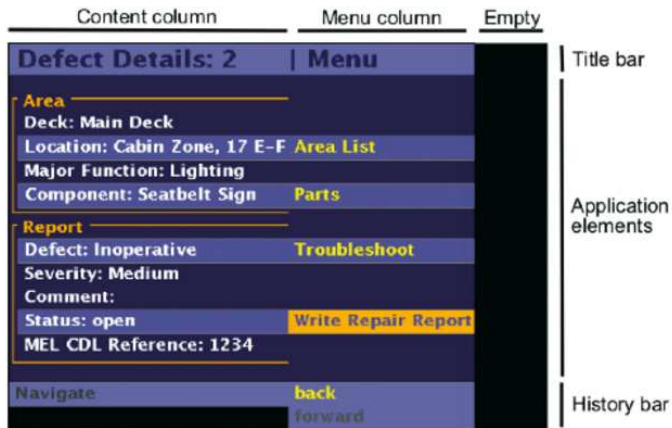 Content column Menu column Empty
Defect Details: 2 | Menu Title bar
Area
Deck: Main Deck
Location: Cabin Zone, 17 E-F Area List
Major Function: Lighting
Component: Seatbelt Sign Parts
Application
elements
Report
Defect: Inoperative Troubleshoot
Severity: Medium
Comment:
Status: open Write Repair Report
MEL CDL Reference: 1234
Navigate back
forward
History bar